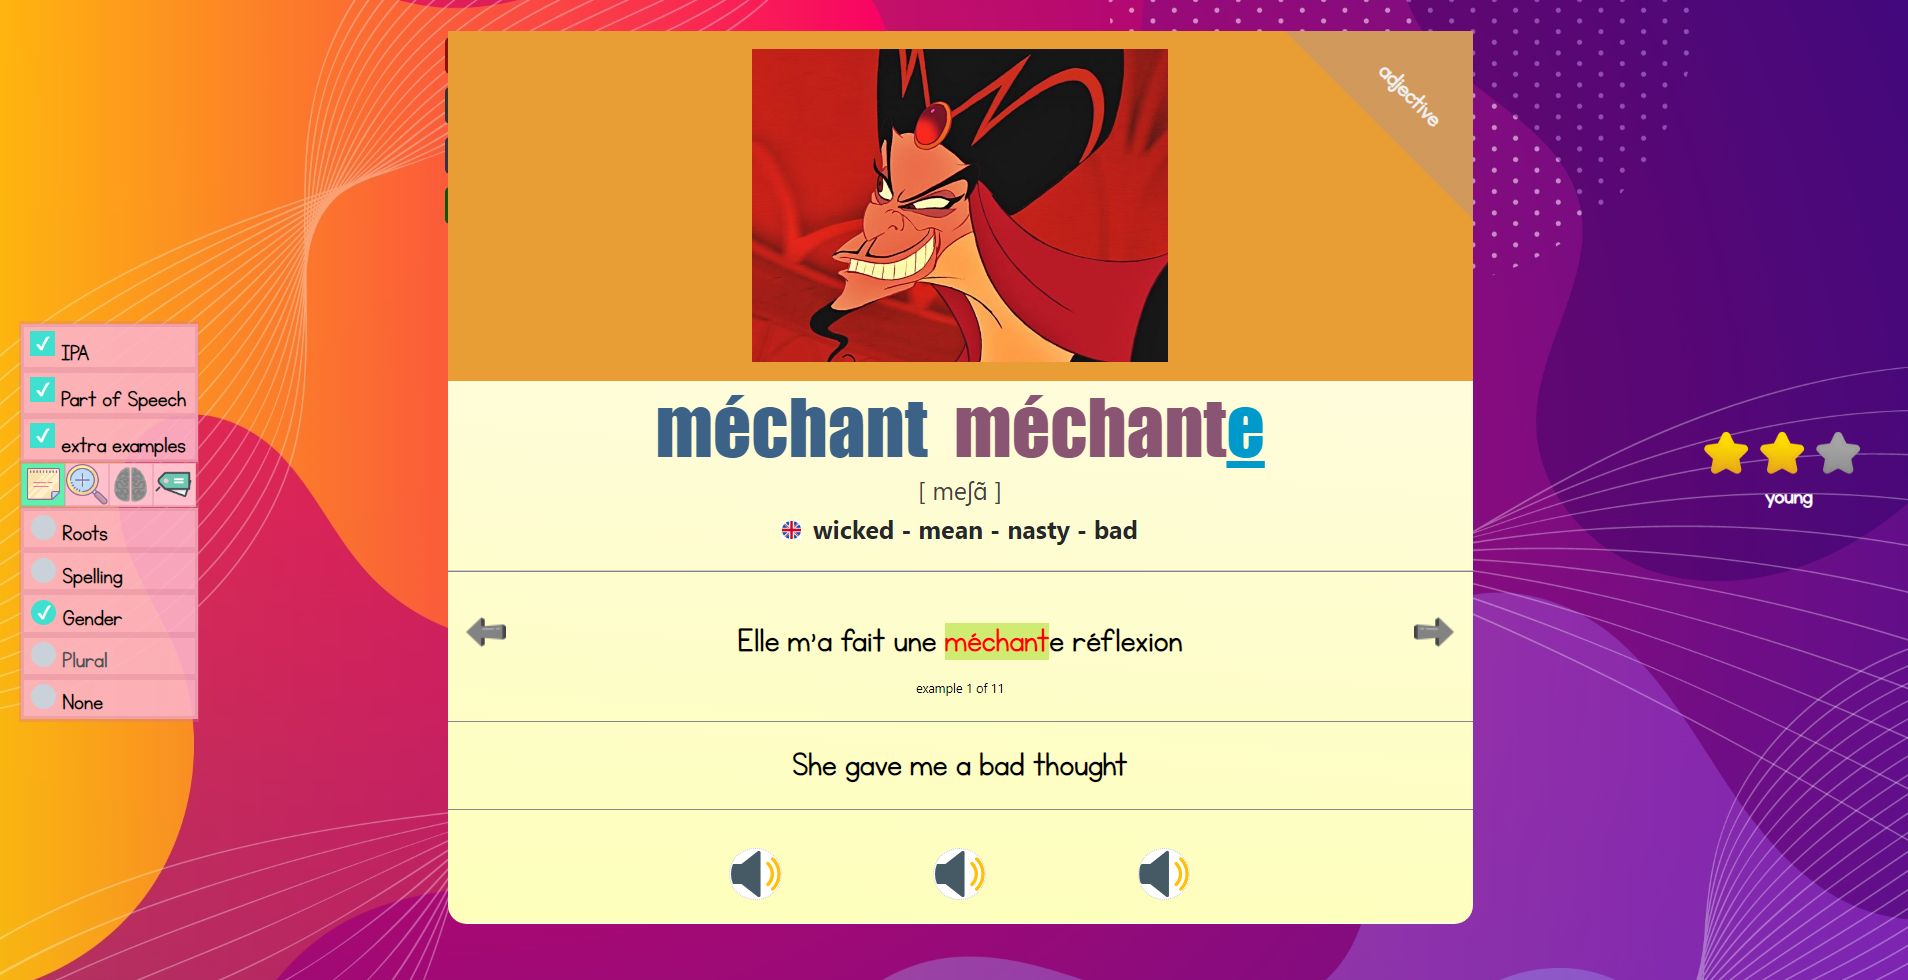 adjective
méchant méchante
[ meʃɑ̃ ]
wicked - mean - nasty - bad
Elle m'a fait une méchante réflexion
example 1 of 11
She gave me a bad thought
IPA
Part of Speech
extra examples
Roots
Spelling
Gender
Plural
None
young